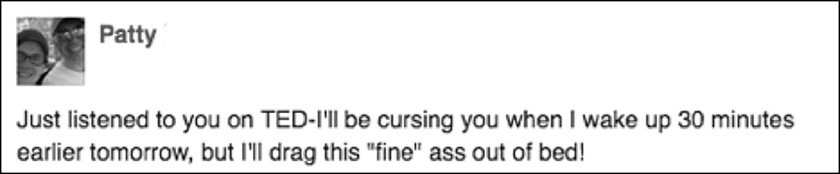 Patty
Just listened to you on TED-I'll be cursing you when I wake up 30 minutes
earlier tomorrow, but I'll drag this "fine" ass out of bed!